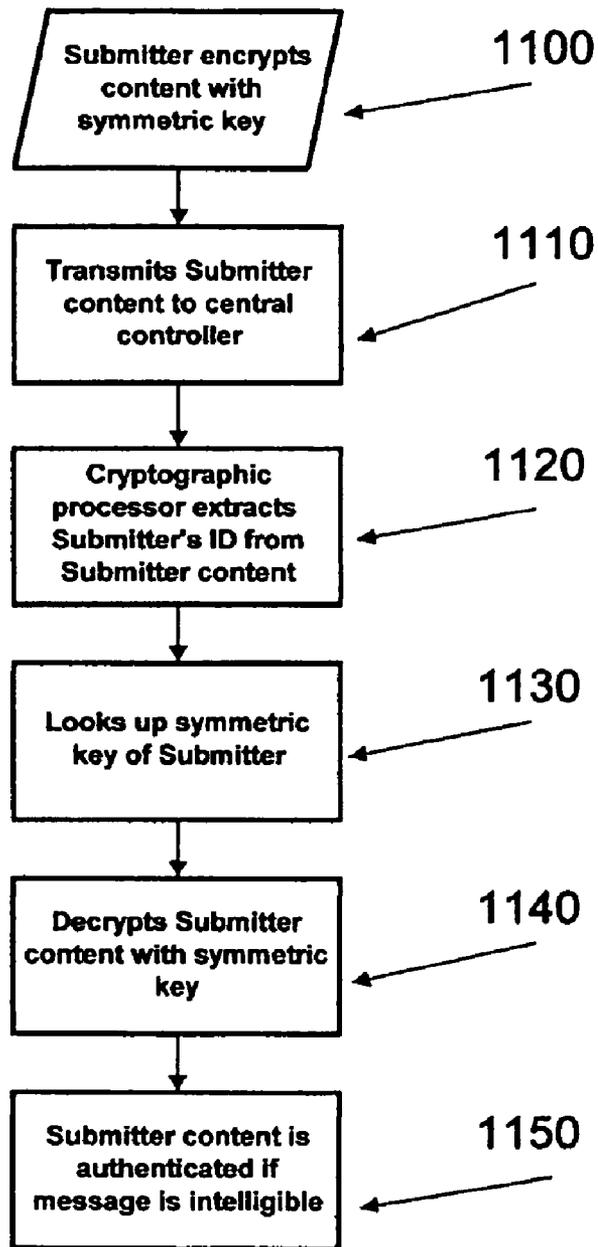 Submitter encrypts
content with
symmetric key
1100
Transmits Submitter
content to central
controller
1110
Cryptographic
processor extracts
Submitter's ID from
Submitter content
1120
Looks up symmetric
key of Submitter
1130
Decrypts Submitter
content with symmetric
key
1140
Submitter content is
authenticated if
message is intelligible
1150